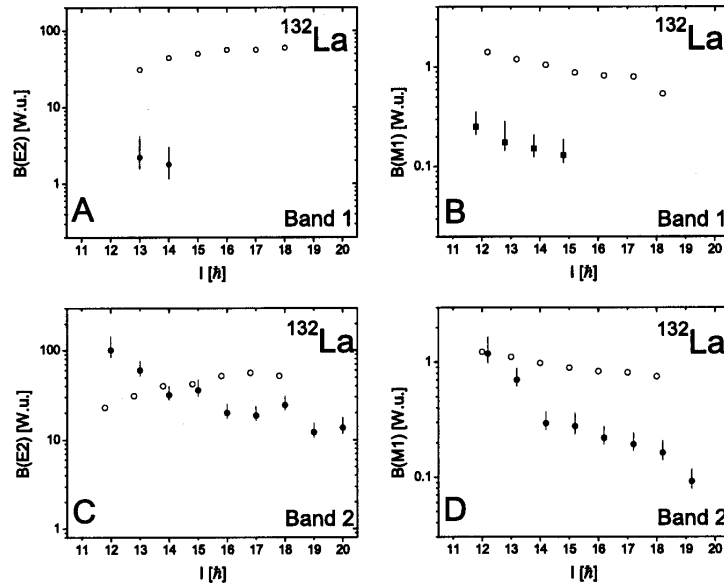 ¹³²La
B(E2) [W.u.]
100
10
1
A
Band 1
11 12 13 14 15 16 17 18 19 20
I [ħ]
¹³²La
B(M1) [W.u.]
1
0.1
B
Band 1
11 12 13 14 15 16 17 18 19 20
I [ħ]
¹³²La
B(E2) [W.u.]
100
10
1
C
Band 2
11 12 13 14 15 16 17 18 19 20
I [ħ]
¹³²La
B(M1) [W.u.]
1
0.1
D
Band 2
11 12 13 14 15 16 17 18 19 20
I [ħ]